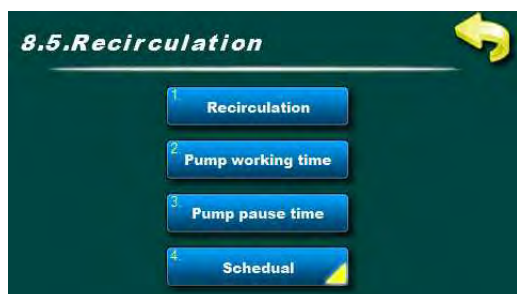 8.5.Recirculation
1. Recirculation
2. Pump working time
3. Pump pause time
4. Schedual